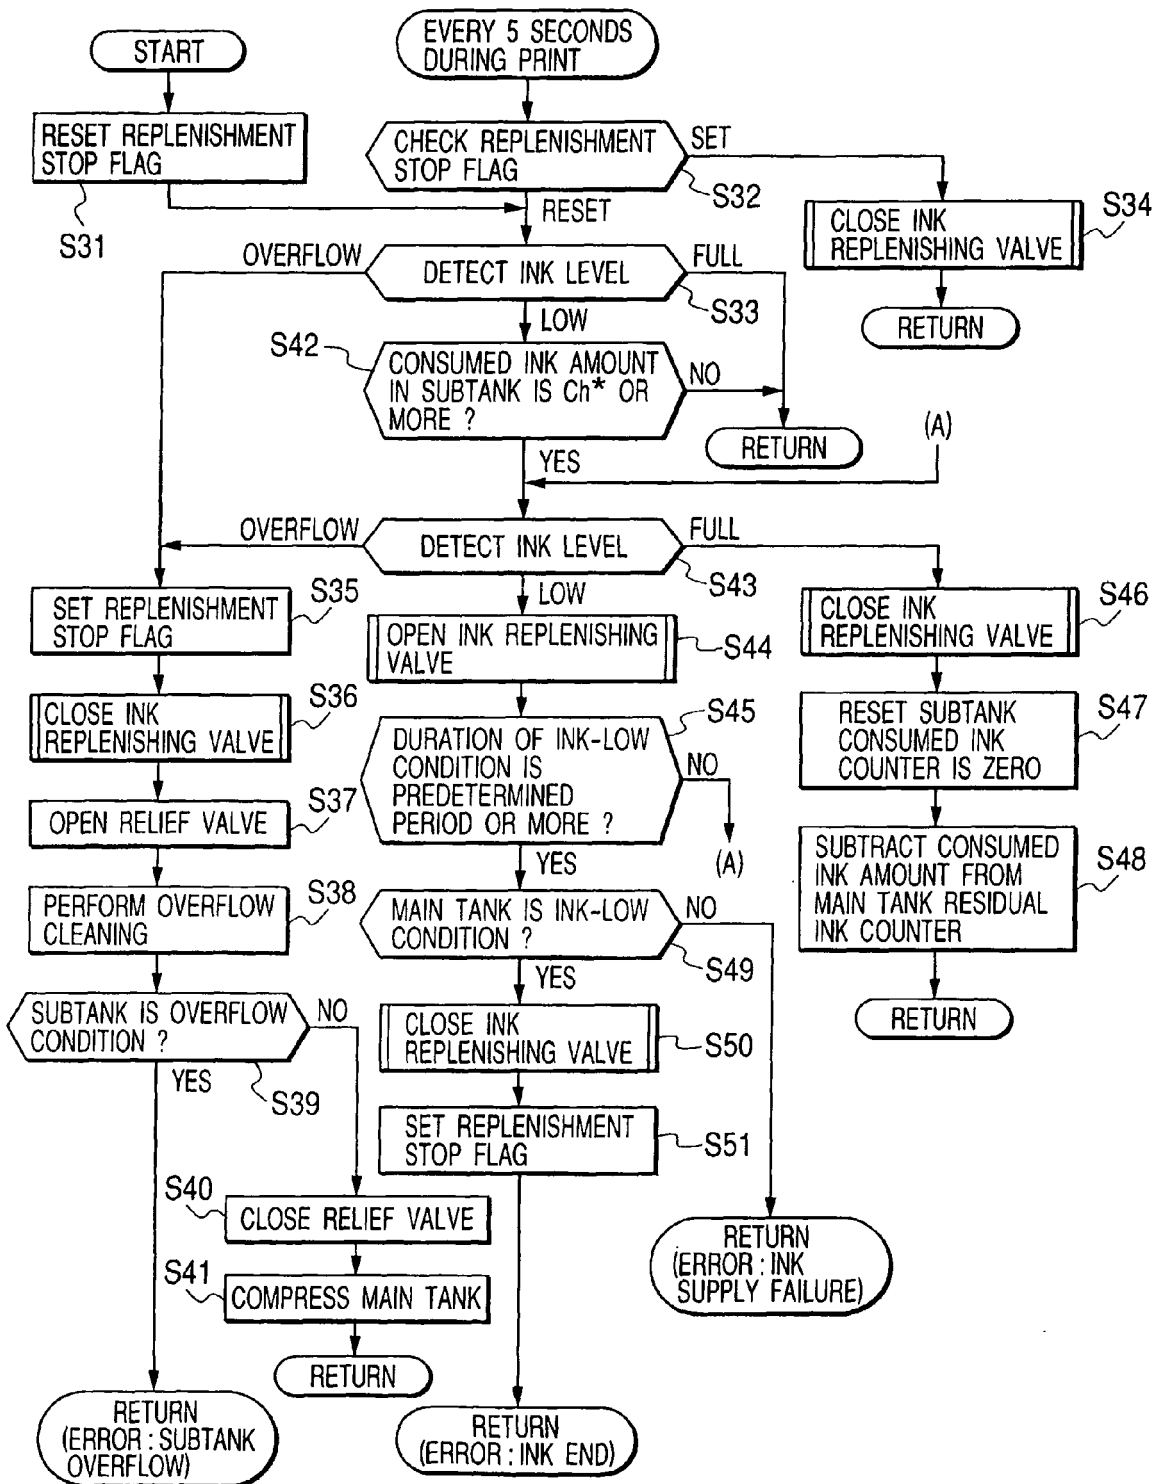 START
EVERY 5 SECONDS
DURING PRINT
RESET REPLENISHMENT
STOP FLAG
S31
CHECK REPLENISHMENT
STOP FLAG
SET
S32
RESET
CLOSE INK
REPLENISHING VALVE
S34
RETURN
OVERFLOW
DETECT INK LEVEL
FULL
S33
LOW
S42
CONSUMED INK AMOUNT
IN SUBTANK IS Ch* OR
MORE ?
NO
RETURN
YES
(A)
OVERFLOW
DETECT INK LEVEL
FULL
S43
LOW
SET REPLENISHMENT
STOP FLAG
S35
OPEN INK REPLENISHING
VALVE
S44
CLOSE INK
REPLENISHING VALVE
S46
CLOSE INK
REPLENISHING VALVE
S36
DURATION OF INK-LOW
CONDITION IS
PREDETERMINED
PERIOD OR MORE ?
S45
NO
(A)
YES
RESET SUBTANK
CONSUMED INK
COUNTER IS ZERO
S47
OPEN RELIEF VALVE
S37
SUBTRACT CONSUMED
INK AMOUNT FROM
MAIN TANK RESIDUAL
INK COUNTER
S48
RETURN
PERFORM OVERFLOW
CLEANING
S38
MAIN TANK IS INK-LOW
CONDITION ?
NO
S49
YES
SUBTANK IS OVERFLOW
CONDITION ?
NO
YES
S39
CLOSE INK
REPLENISHING VALVE
S50
SET REPLENISHMENT
STOP FLAG
S51
S40
CLOSE RELIEF VALVE
S41
COMPRESS MAIN TANK
RETURN
RETURN
(ERROR : INK
SUPPLY FAILURE)
RETURN
(ERROR : SUBTANK
OVERFLOW)
RETURN
(ERROR : INK END)